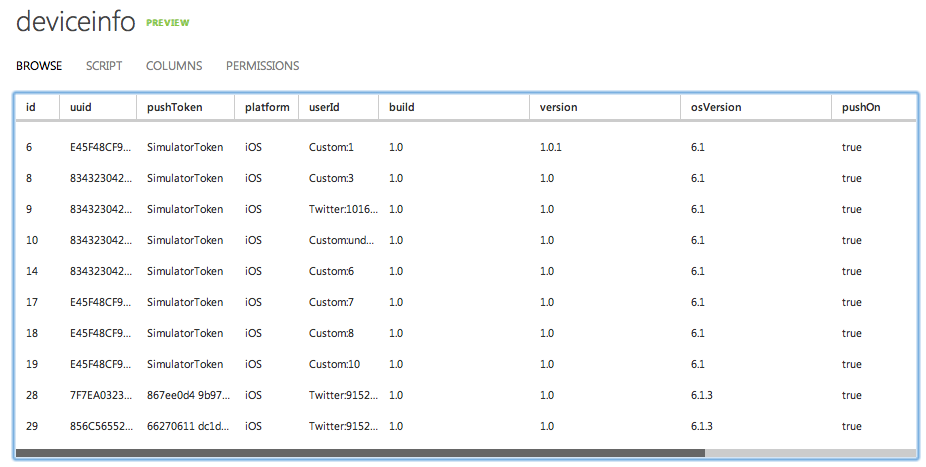 deviceinfo PREVIEW
BROWSE SCRIPT COLUMNS PERMISSIONS
id uuid pushToken platform userId build version osVersion pushOn
6 E45F48CF9... SimulatorToken iOS Custom:1 1.0 1.0.1 6.1 true
8 834323042... SimulatorToken iOS Custom:3 1.0 1.0 6.1 true
9 834323042... SimulatorToken iOS Twitter:1016... 1.0 1.0 6.1 true
10 834323042... SimulatorToken iOS Custom:und... 1.0 1.0 6.1 true
14 834323042... SimulatorToken iOS Custom:6 1.0 1.0 6.1 true
17 E45F48CF9... SimulatorToken iOS Custom:7 1.0 1.0 6.1 true
18 E45F48CF9... SimulatorToken iOS Custom:8 1.0 1.0 6.1 true
19 E45F48CF9... SimulatorToken iOS Custom:10 1.0 1.0 6.1 true
28 7F7EA0323... 867ee0d4 9b97... iOS Twitter:9152... 1.0 1.0 6.1.3 true
29 856C56552... 66270611 dc1d... iOS Twitter:9152... 1.0 1.0 6.1.3 true